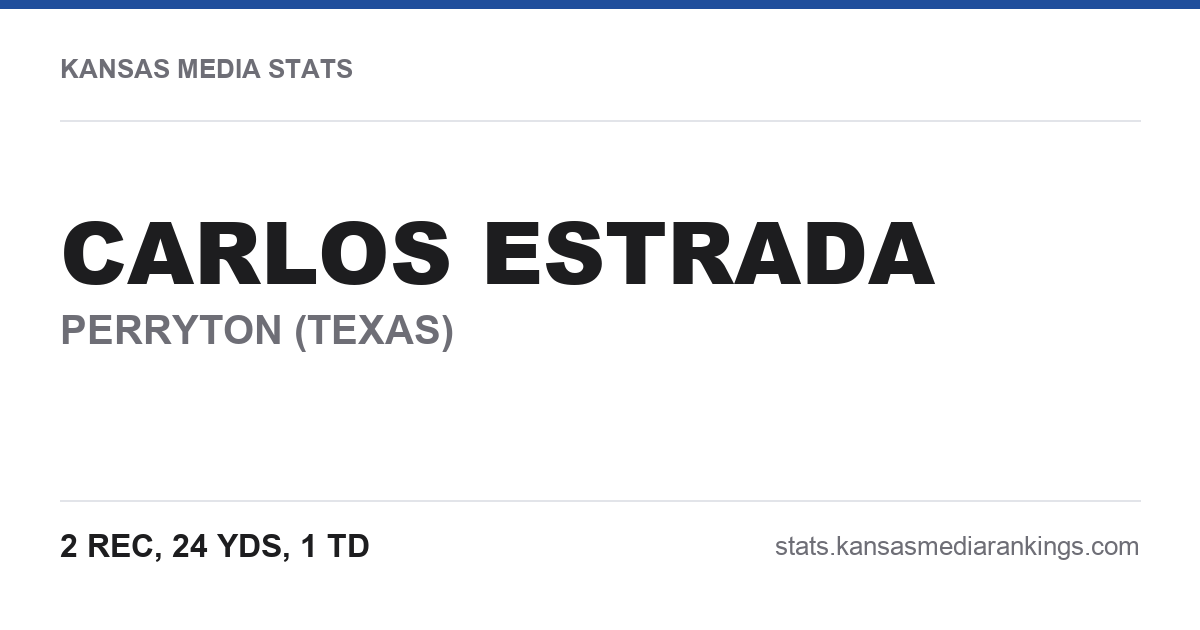 KANSAS MEDIA STATS
CARLOS ESTRADA
PERRYTON (TEXAS)
2 REC, 24 YDS, 1 TD
stats.kansasmediarankings.com